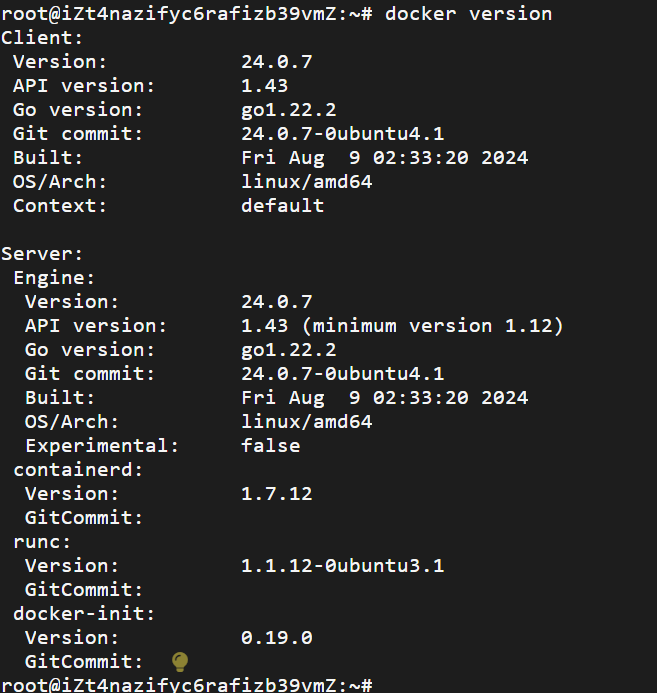 root@iZt4nazifyc6rafizb39vmZ:~# docker version
Client:
 Version:           24.0.7
 API version:       1.43
 Go version:        go1.22.2
 Git commit:        24.0.7-0ubuntu4.1
 Built:             Fri Aug  9 02:33:20 2024
 OS/Arch:           linux/amd64
 Context:           default

Server:
 Engine:
  Version:          24.0.7
  API version:      1.43 (minimum version 1.12)
  Go version:       go1.22.2
  Git commit:       24.0.7-0ubuntu4.1
  Built:            Fri Aug  9 02:33:20 2024
  OS/Arch:          linux/amd64
  Experimental:     false
 containerd:
  Version:          1.7.12
  GitCommit:
 runc:
  Version:          1.1.12-0ubuntu3.1
  GitCommit:
 docker-init:
  Version:          0.19.0
  GitCommit:
root@iZt4nazifyc6rafizb39vmZ:~#